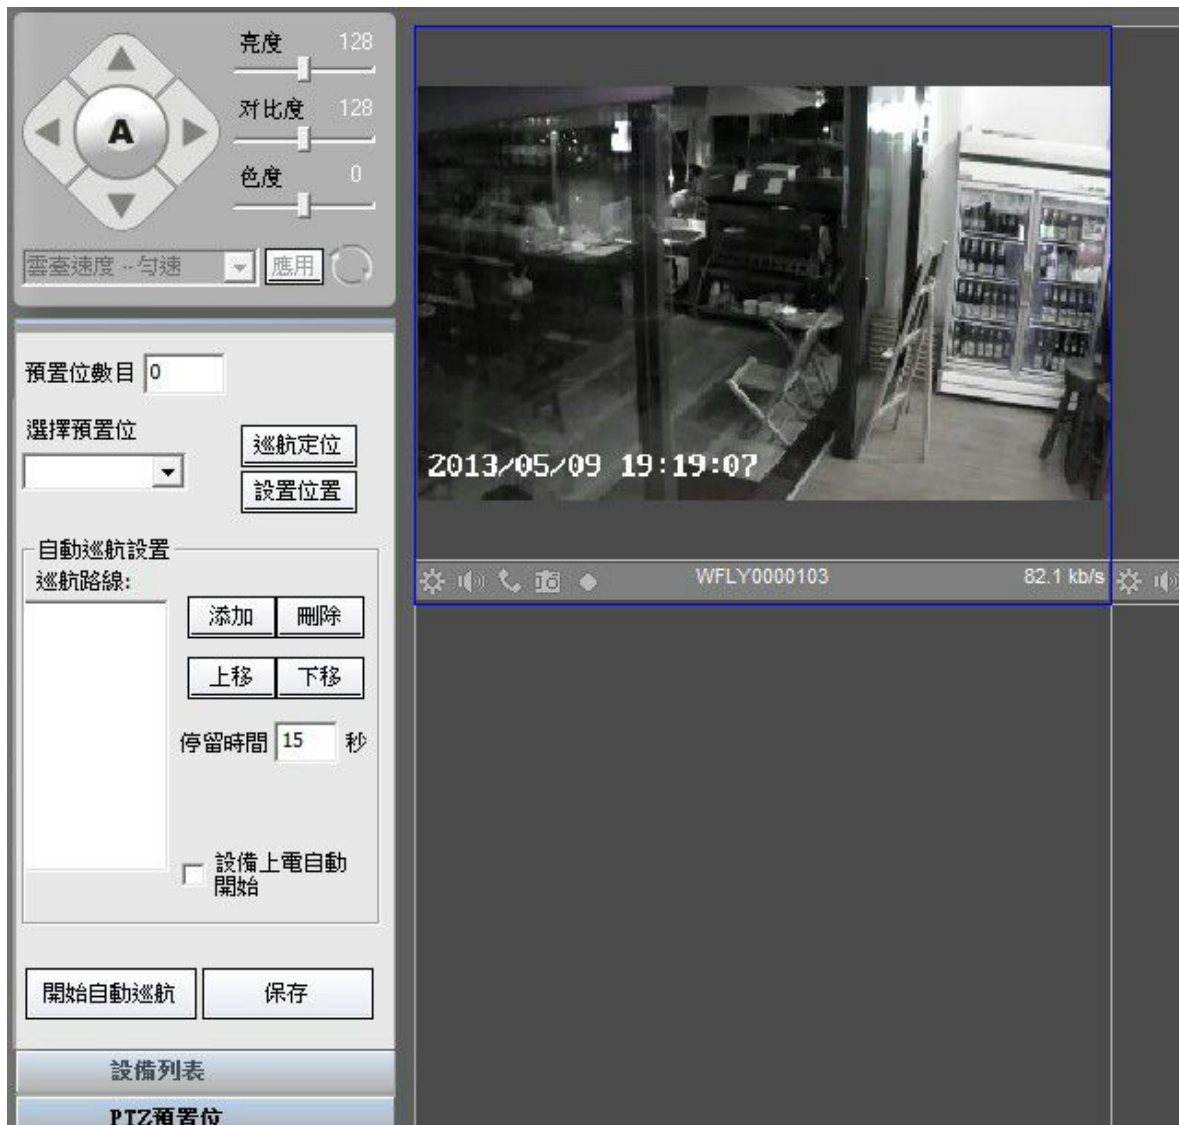 亮度 128
A
对比度 128
色度 0
雲臺速度 -- 勻速
應用
預置位數目 0
選擇預置位
巡航定位
設置位置
自動巡航設置
巡航路線:
添加 刪除
上移 下移
停留時間 15 秒
設備上電自動
開始
開始自動巡航 保存
設備列表
PTZ預置位
2013/05/09 19:19:07
WFLY0000103 82.1 kb/s